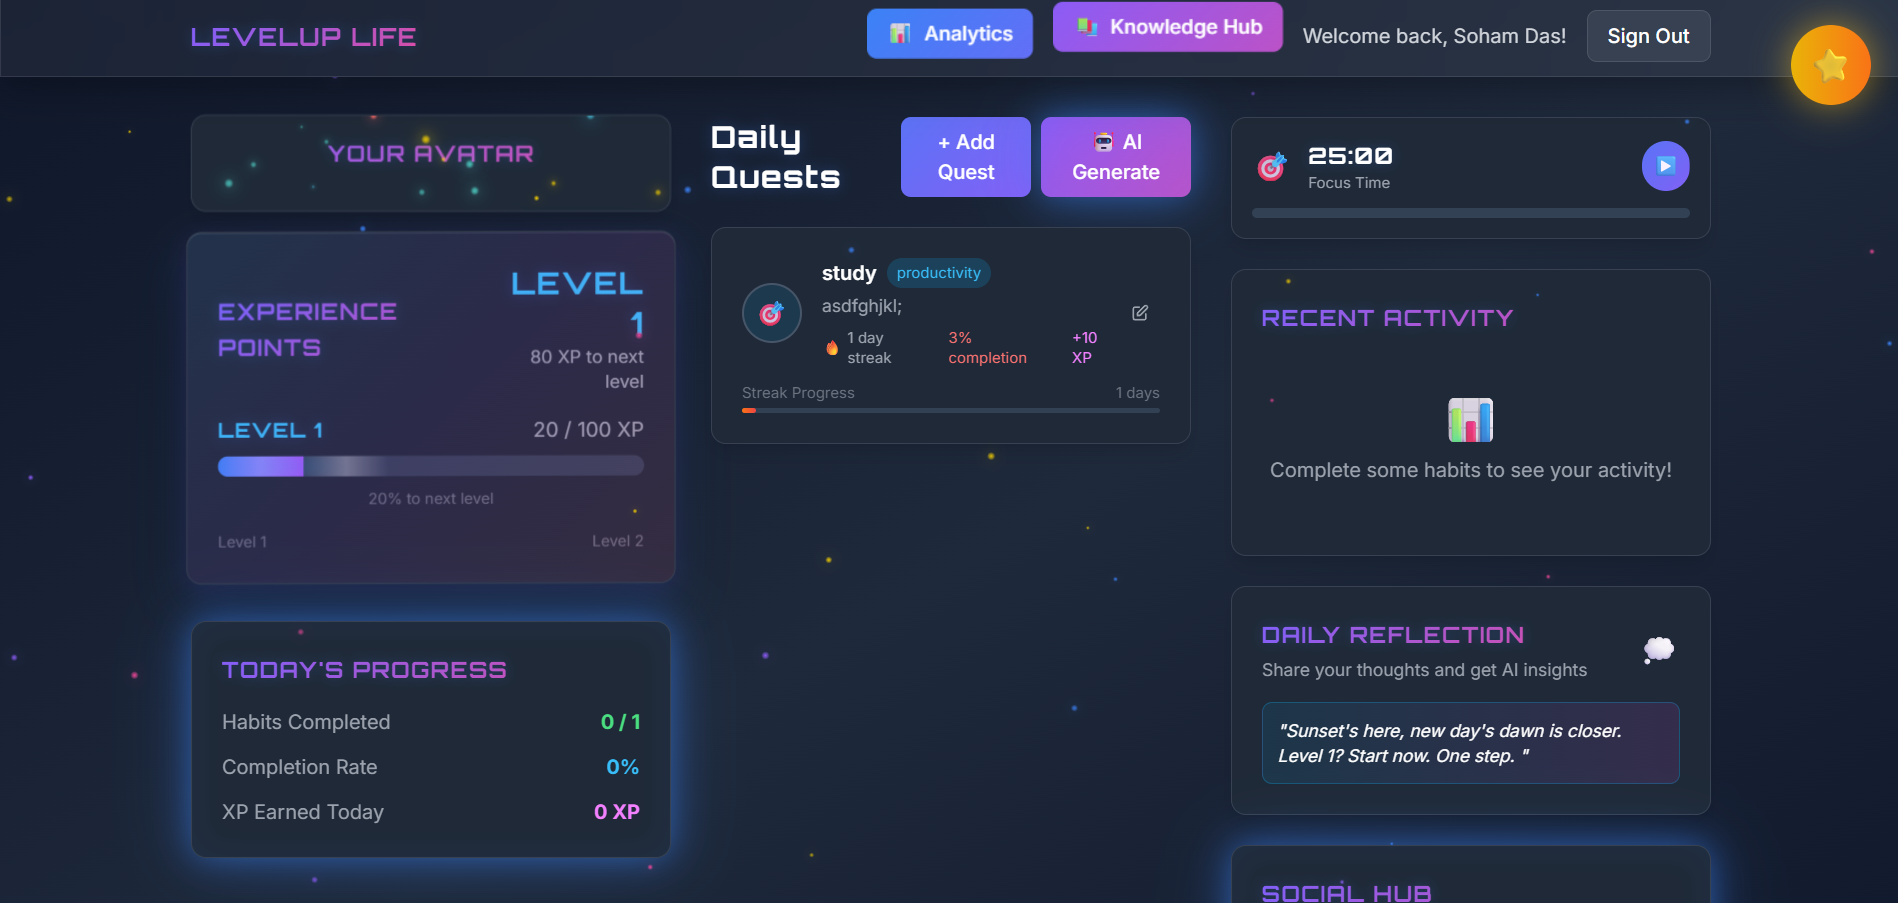 LEVELUP LIFE
Analytics
Knowledge Hub
Welcome back, Soham Das!
Sign Out
YOUR AVATAR
EXPERIENCE
POINTS
LEVEL
1
80 XP to next
level
LEVEL 1
20 / 100 XP
20% to next level
Level 1
Level 2
TODAY'S PROGRESS
Habits Completed
0 / 1
Completion Rate
0%
XP Earned Today
0 XP
Daily
Quests
+ Add
Quest
AI
Generate
study
productivity
asdfghjkl;
1 day
streak
3%
completion
+10
XP
Streak Progress
1 days
25:00
Focus Time
RECENT ACTIVITY
Complete some habits to see your activity!
DAILY REFLECTION
Share your thoughts and get AI insights
"Sunset's here, new day's dawn is closer.
Level 1? Start now. One step. "
SOCIAL HUB